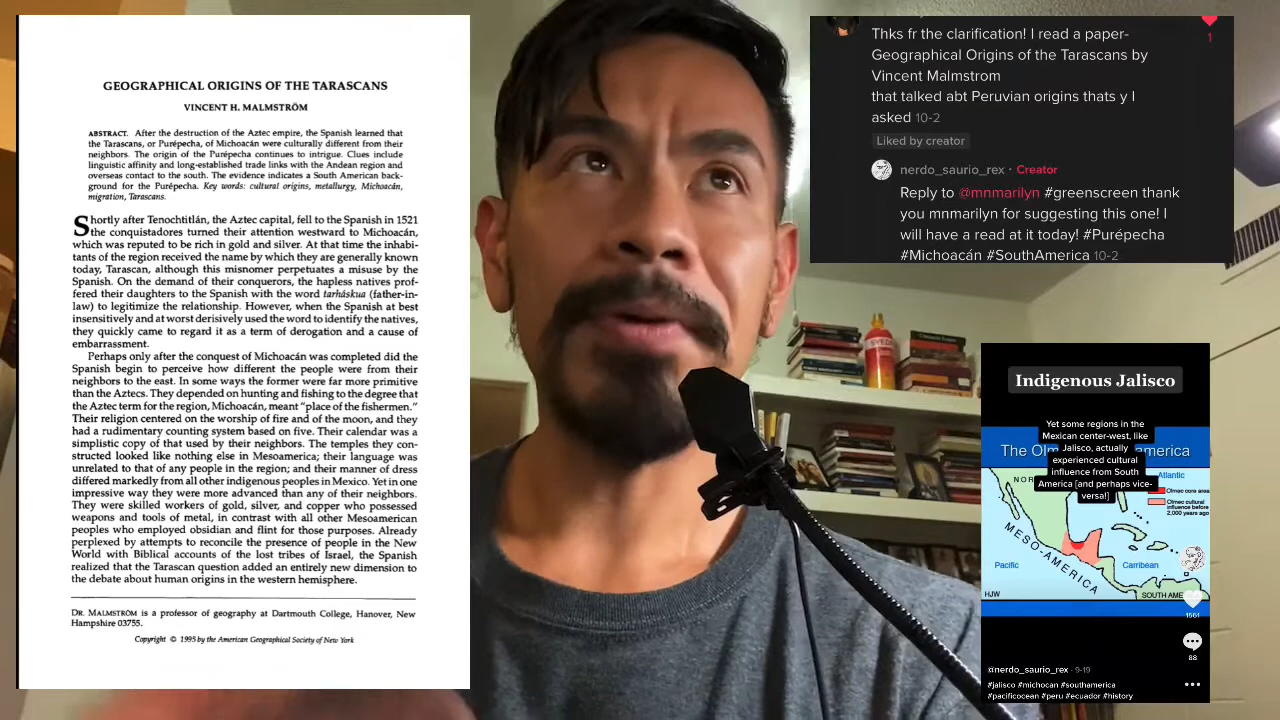 GEOGRAPHICAL ORIGINS OF THE TARASCANS
VINCENT H. MALMSTRÖM
ABSTRACT. After the destruction of the Aztec empire, the Spanish learned that
the Tarascans, or Purépecha, of Michoacán were culturally different from their
neighbors. The origin of the Purépecha continues to intrigue. Clues include
linguistic affinity and long-established trade links with the Andean region and
overseas contact to the south. The evidence indicates a South American back-
ground for the Purépecha. Key words: cultural origins, metallurgy, Michoacán,
migration, Tarascans.
Shortly after Tenochtitlán, the Aztec capital, fell to the Spanish in 1521
the conquistadores turned their attention westward to Michoacán,
which was reputed to be rich in gold and silver. At that time the inhabi-
tants of the region received the name by which they are generally known
today, Tarascan, although this misnomer perpetuates a misuse by the
Spanish. On the demand of their conquerors, the hapless natives prof-
fered their daughters to the Spanish with the word tarháskua (father-in-
law) to legitimize the relationship. However, when the Spanish at best
insensitively and at worst derisively used the word to identify the natives,
they quickly came to regard it as a term of derogation and a cause of
embarrassment.
Perhaps only after the conquest of Michoacán was completed did the
Spanish begin to perceive how different the people were from their
neighbors to the east. In some ways the former were far more primitive
than the Aztecs. They depended on hunting and fishing to the degree that
the Aztec term for the region, Michoacán, meant "place of the fishermen."
Their religion centered on the worship of fire and of the moon, and they
had a rudimentary counting system based on five. Their calendar was a
simplistic copy of that used by their neighbors. The temples they con-
structed looked like nothing else in Mesoamerica; their language was
unrelated to that of any people in the region; and their manner of dress
differed markedly from all other indigenous peoples in Mexico. Yet in one
impressive way they were more advanced than any of their neighbors.
They were skilled workers of gold, silver, and copper who possessed
weapons and tools of metal, in contrast with all other Mesoamerican
peoples who employed obsidian and flint for those purposes. Already
perplexed by attempts to reconcile the presence of people in the New
World with Biblical accounts of the lost tribes of Israel, the Spanish
realized that the Tarascan question added an entirely new dimension to
the debate about human origins in the western hemisphere.
DR. MALMSTROM is a professor of geography at Dartmouth College, Hanover, New
Hampshire 03755.
Copyright © 1995 by the American Geographical Society of New York
Thks fr the clarification! I read a paper-
Geographical Origins of the Tarascans by
Vincent Malmstrom
that talked abt Peruvian origins thats y I
asked 10-2
1
Liked by creator
nerdo_saurio_rex · Creator
Reply to @mnmarilyn #greenscreen thank
you mnmarilyn for suggesting this one! I
will have a read at it today! #Purépecha
#Michoacán #SouthAmerica 10-2
SVEDKA
Indigenous Jalisco
Yet some regions in the
Mexican center-west, like
Jalisco, actually
experienced cultural
influence from South
America [and perhaps vice-
versa!]
The Olm merica
NOR
Atlantic
Olmec core area
Olmec cultural
influence before
2,000 years ago
MESO-AMERICA
Pacific
Carribean
HJW
SOUTH AME
1561
88
@nerdo_saurio_rex · 9-19
#jalisco #michocan #southamerica
#pacificocean #peru #ecuador #history